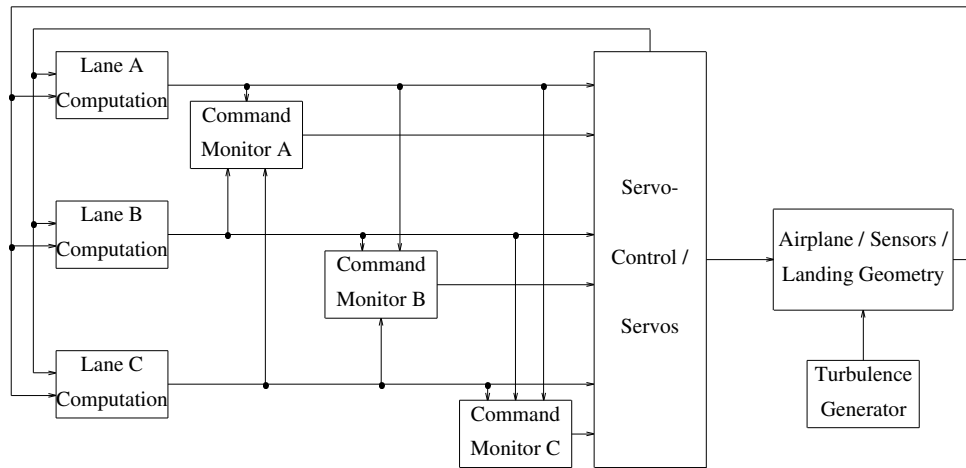 Lane A
Computation
Command
Monitor A
Lane B
Computation
Command
Monitor B
Lane C
Computation
Command
Monitor C
Servo-
Control /
Servos
Airplane / Sensors /
Landing Geometry
Turbulence
Generator